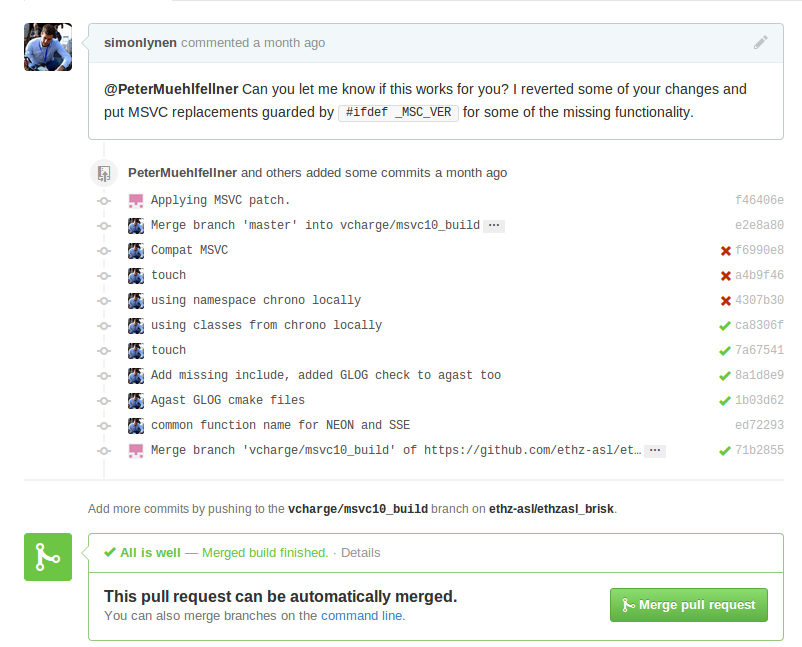 simonlynen commented a month ago
@PeterMuehlfellner Can you let me know if this works for you? I reverted some of your changes and
put MSVC replacements guarded by #ifdef _MSC_VER for some of the missing functionality.
PeterMuehlfellner and others added some commits a month ago
Applying MSVC patch. f46406e
Merge branch 'master' into vcharge/msvc10_build ... e2e8a80
Compat MSVC f6990e8
touch a4b9f46
using namespace chrono locally 4307b30
using classes from chrono locally ca8306f
touch 7a67541
Add missing include, added GLOG check to agast too 8a1d8e9
Agast GLOG cmake files 1b03d62
common function name for NEON and SSE ed72293
Merge branch 'vcharge/msvc10_build' of https://github.com/ethz-asl/et… ... 71b2855
Add more commits by pushing to the vcharge/msvc10_build branch on ethz-asl/ethzasl_brisk.
All is well — Merged build finished. · Details
This pull request can be automatically merged.
You can also merge branches on the command line.
Merge pull request